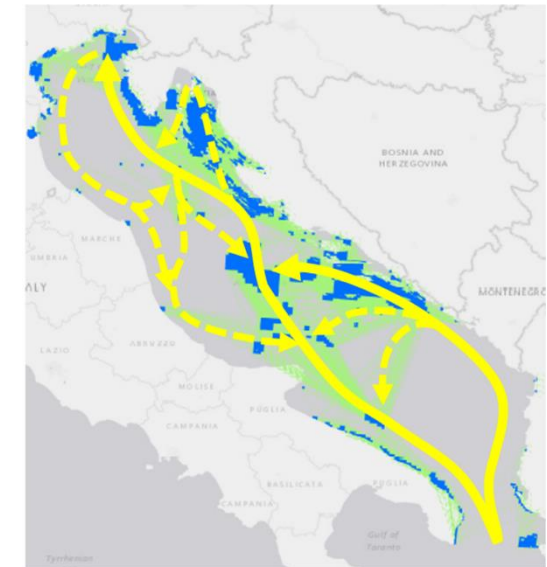 BOSNIA AND
HERZEGOVINA
MARCHE
UMBRIA
ALY
MONTENEGRO
LAZIO
ABRUZZO
MOLISE
PUGLIA
CAMPANIA
BASILICATA
PUGLIA
CAMPANIA
Gulf of
Taranto
Tyrrhenian